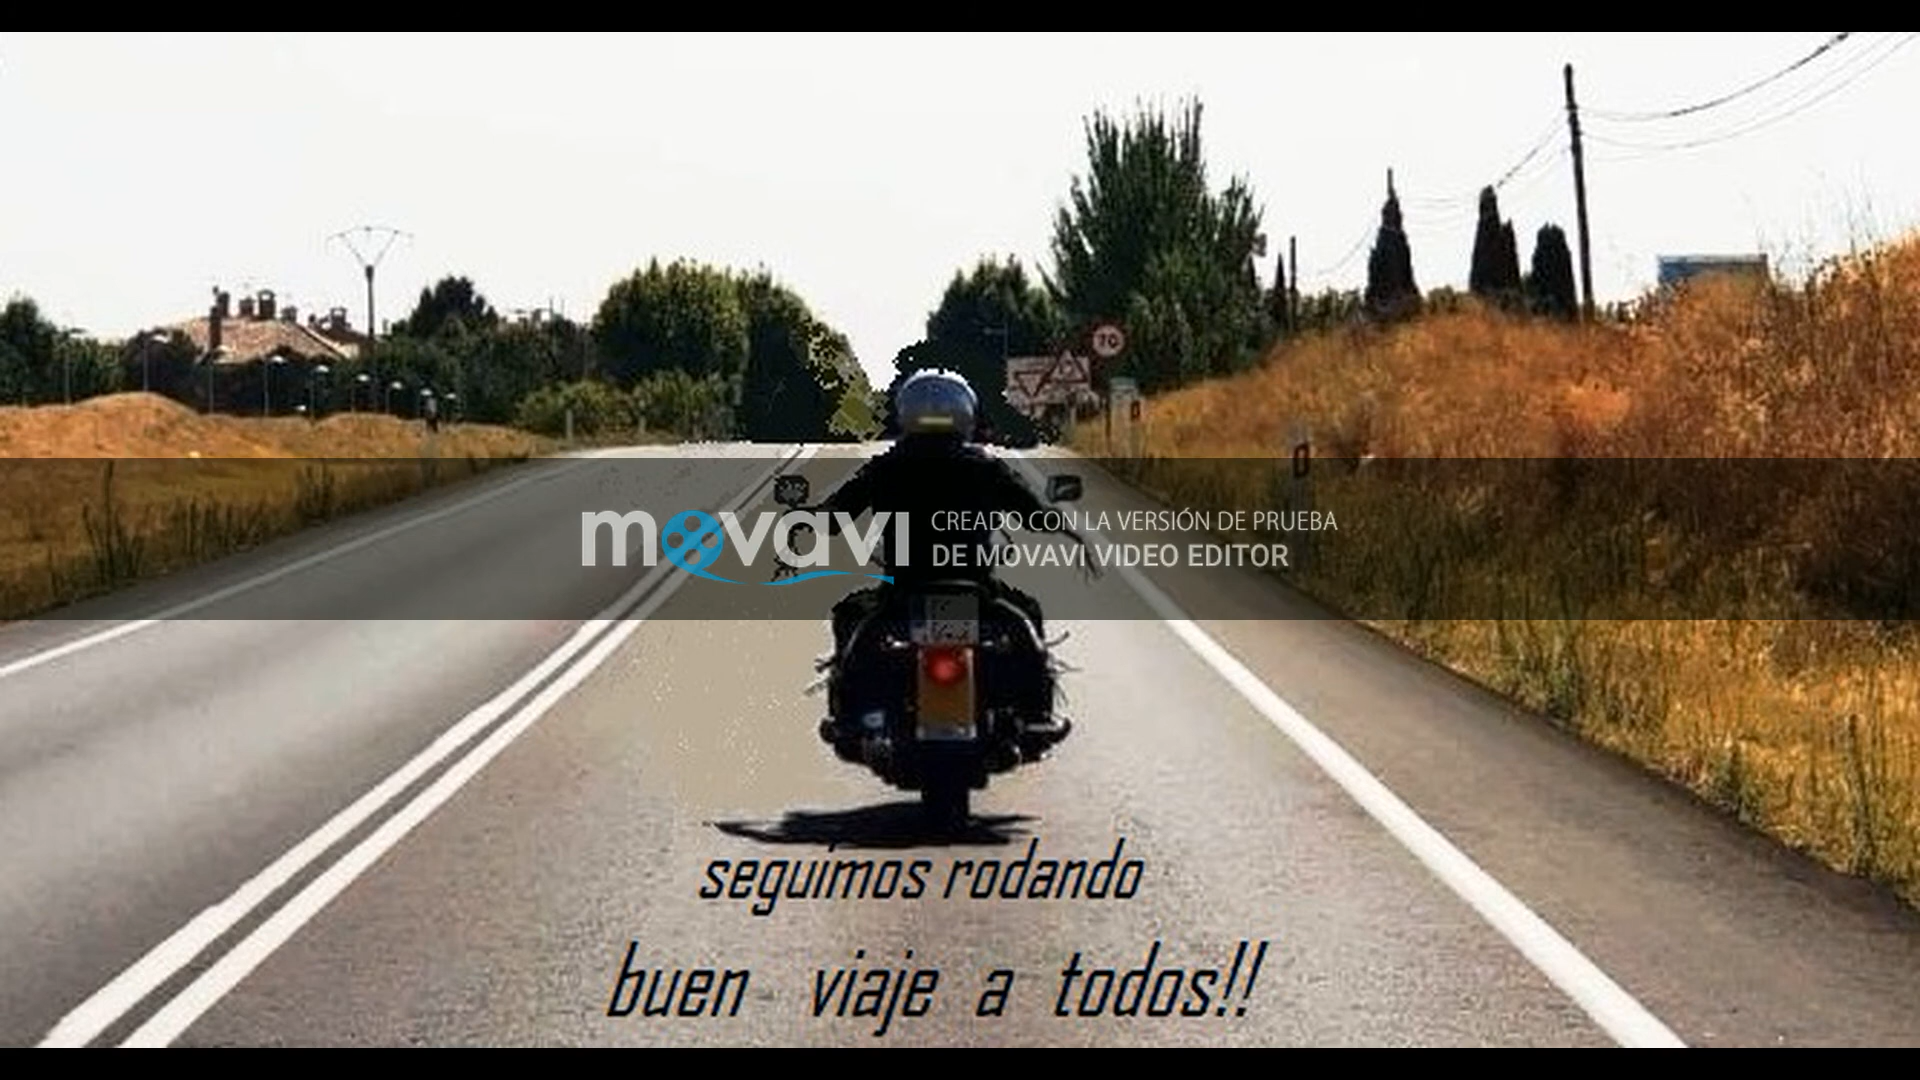 70
movavi
CREADO CON LA VERSIÓN DE PRUEBA
DE MOVAVI VIDEO EDITOR
seguimos rodando
buen viaje a todos!!